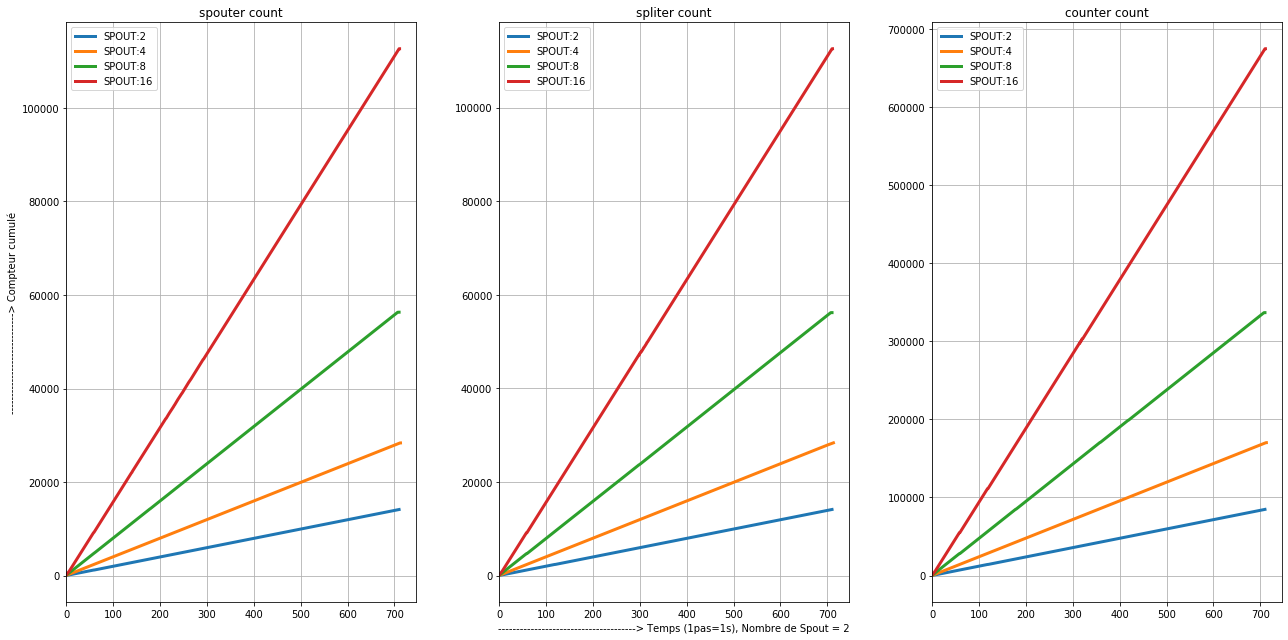 spouter count
SPOUT:2
SPOUT:4
SPOUT:8
SPOUT:16
100000
80000
60000
40000
20000
0
0 100 200 300 400 500 600 700
--------------------------------------> Compteur cumulé
spliter count
SPOUT:2
SPOUT:4
SPOUT:8
SPOUT:16
100000
80000
60000
40000
20000
0
0 100 200 300 400 500 600 700
--------------------------------------> Temps (1pas=1s), Nombre de Spout = 2
counter count
SPOUT:2
SPOUT:4
SPOUT:8
SPOUT:16
700000
600000
500000
400000
300000
200000
100000
0
0 100 200 300 400 500 600 700